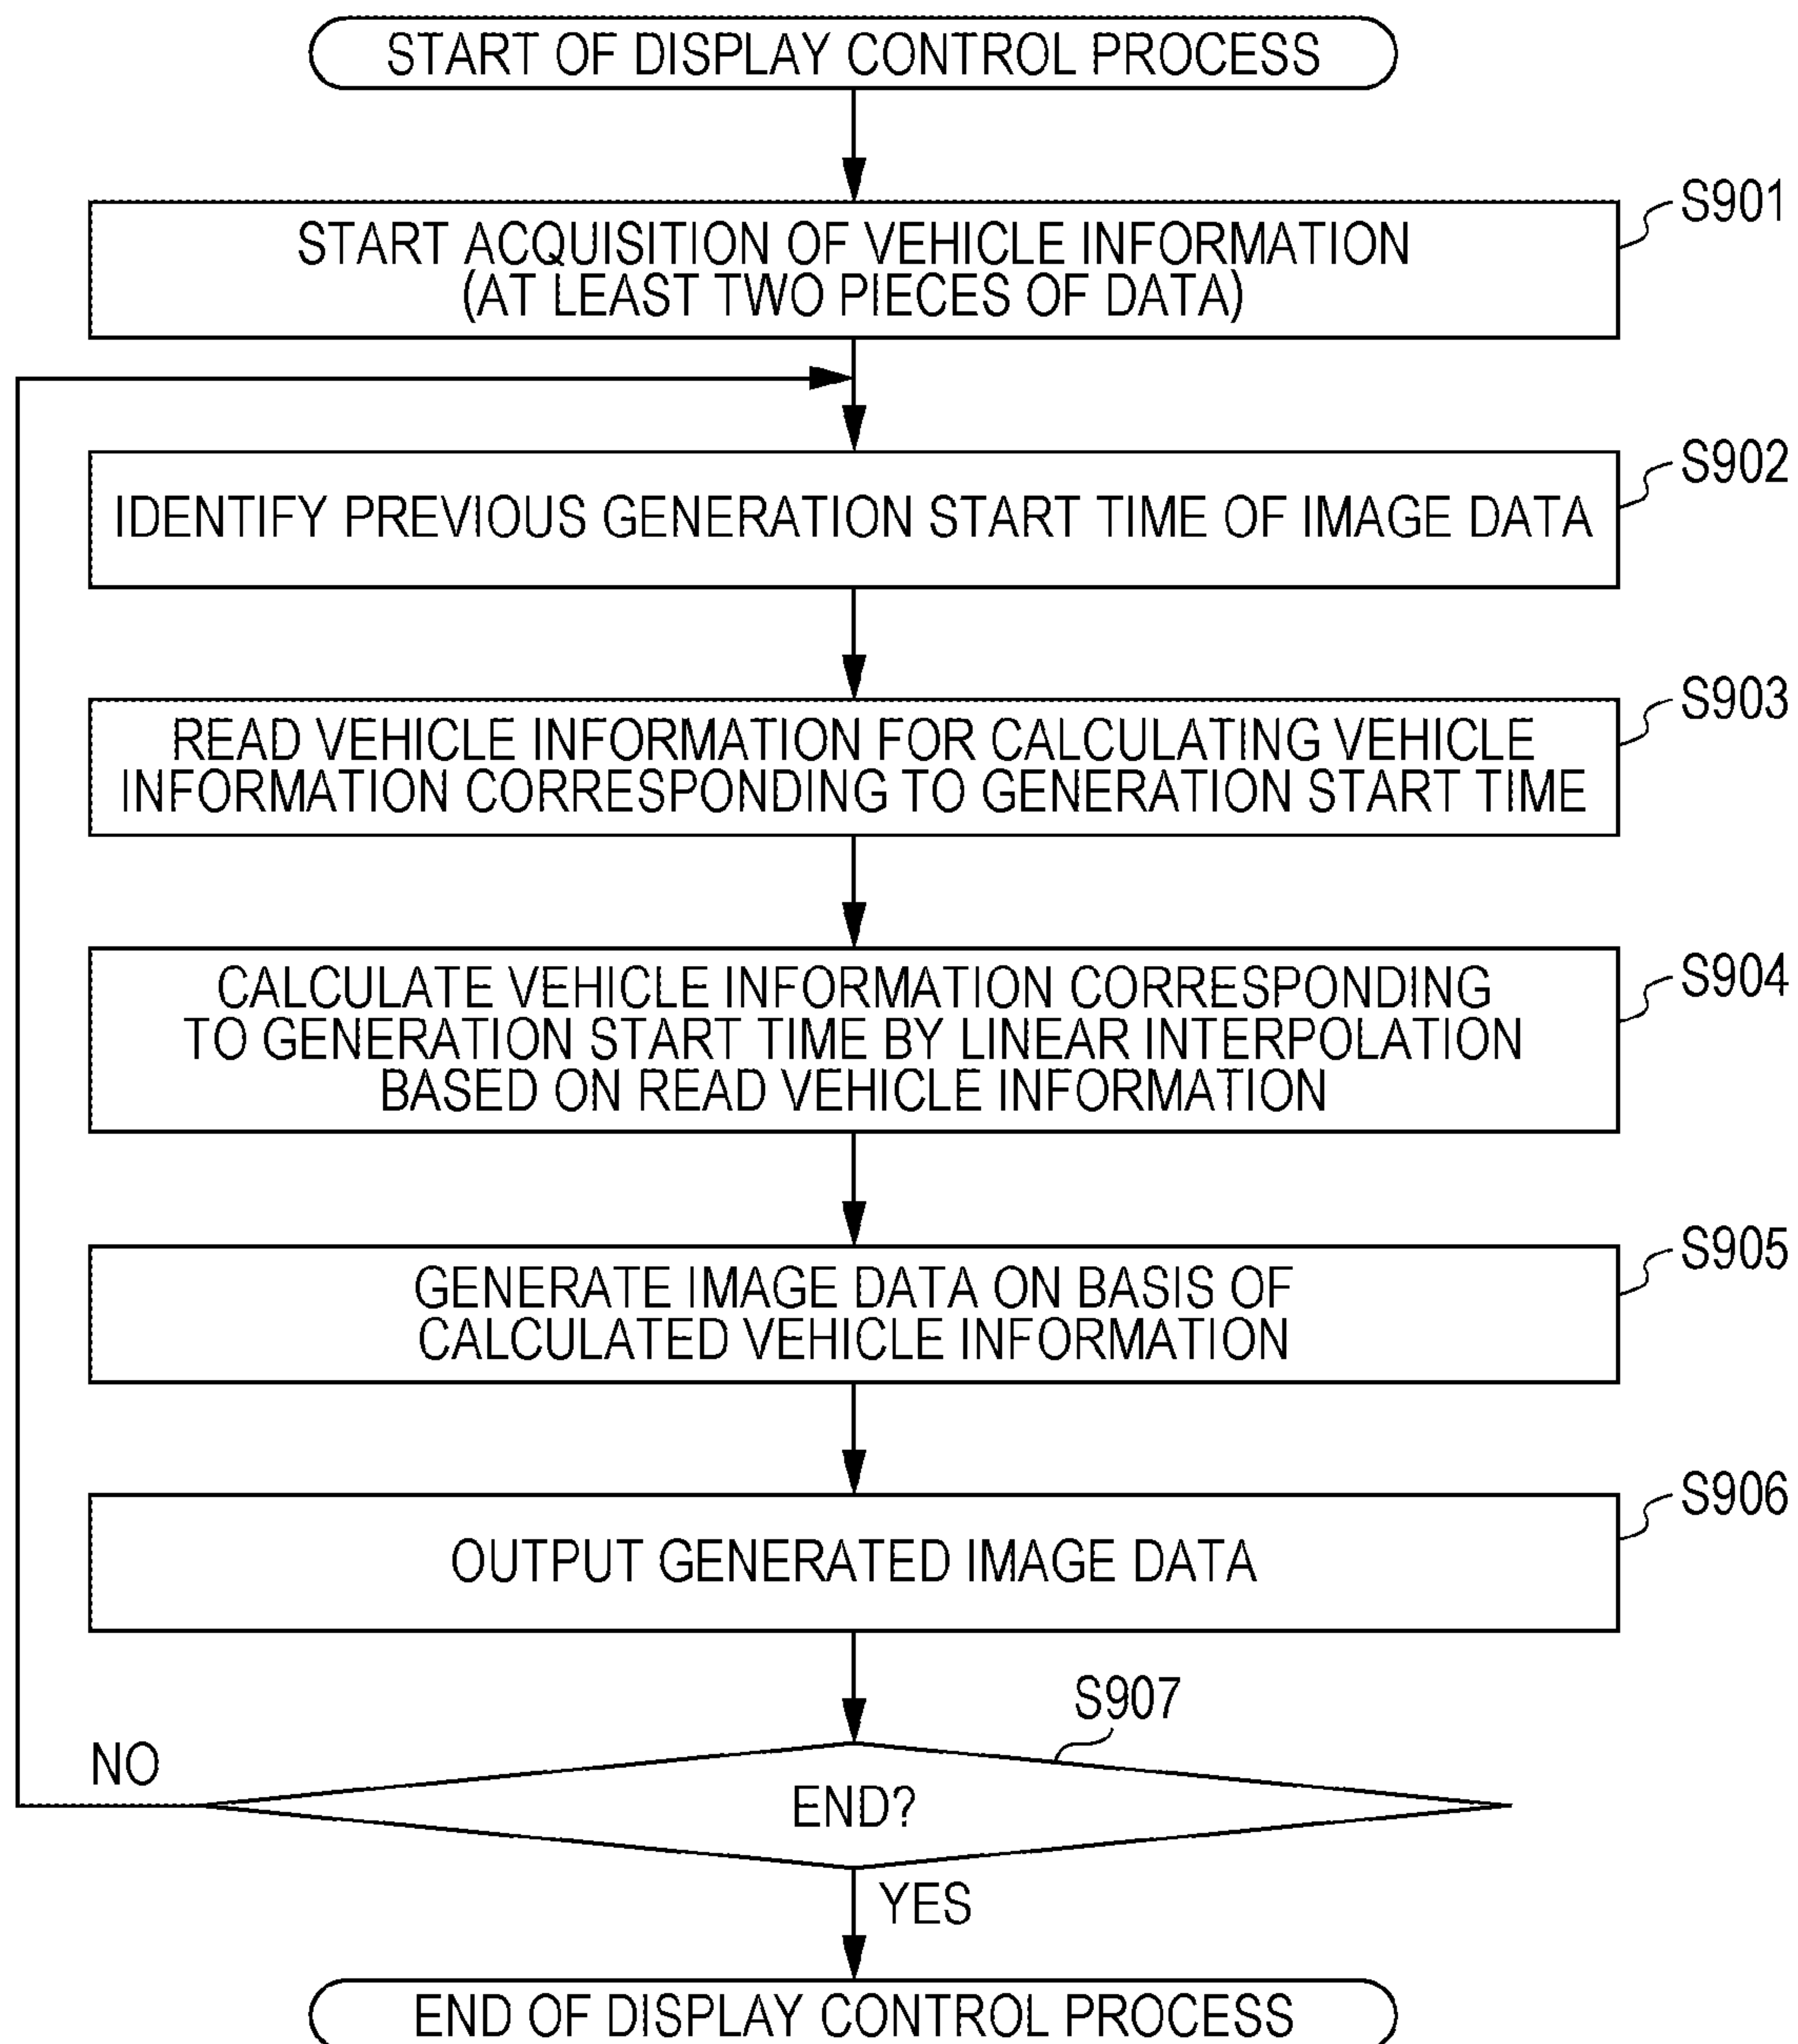 START OF DISPLAY CONTROL PROCESS
S901
START ACQUISITION OF VEHICLE INFORMATION
(AT LEAST TWO PIECES OF DATA)
S902
IDENTIFY PREVIOUS GENERATION START TIME OF IMAGE DATA
S903
READ VEHICLE INFORMATION FOR CALCULATING VEHICLE
INFORMATION CORRESPONDING TO GENERATION START TIME
S904
CALCULATE VEHICLE INFORMATION CORRESPONDING
TO GENERATION START TIME BY LINEAR INTERPOLATION
BASED ON READ VEHICLE INFORMATION
S905
GENERATE IMAGE DATA ON BASIS OF
CALCULATED VEHICLE INFORMATION
S906
OUTPUT GENERATED IMAGE DATA
S907
NO
END?
YES
END OF DISPLAY CONTROL PROCESS